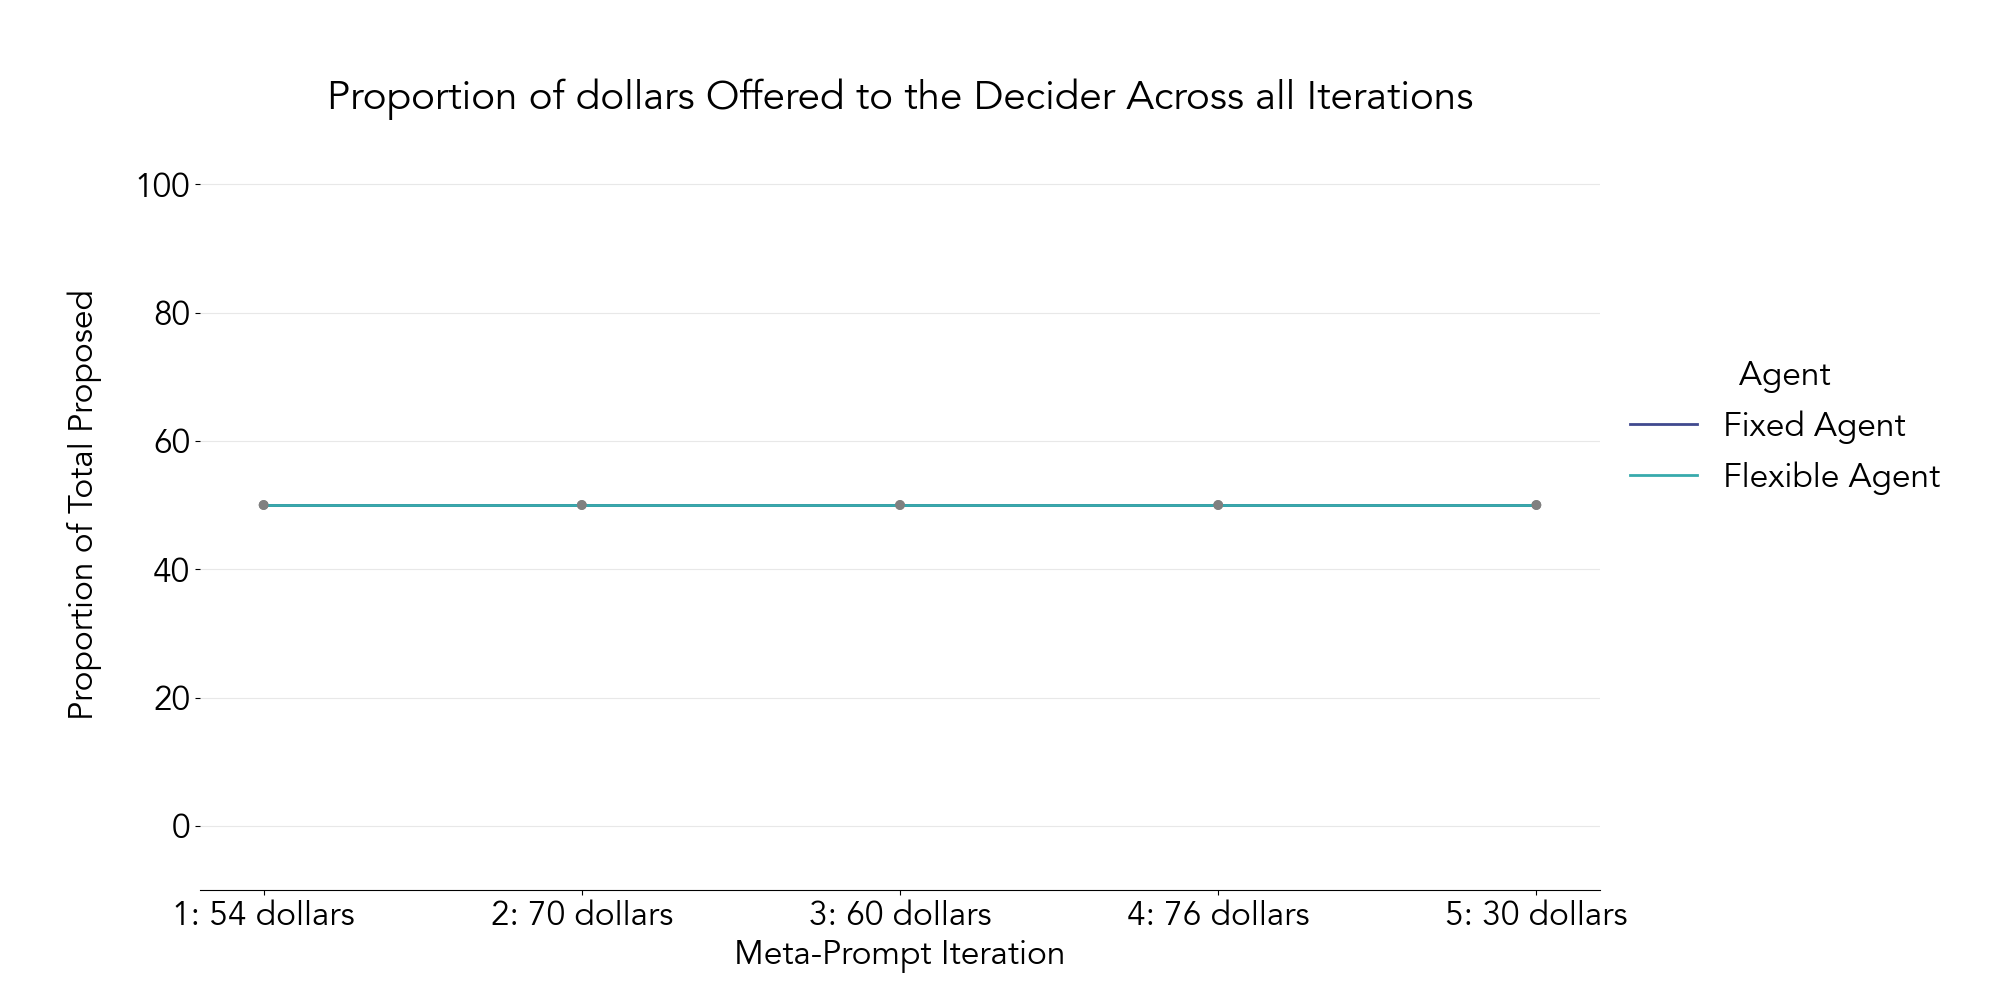 Proportion of dollars Offered to the Decider Across all Iterations
Proportion of Total Proposed
100
80
60
40
20
0
1: 54 dollars
2: 70 dollars
3: 60 dollars
4: 76 dollars
5: 30 dollars
Meta-Prompt Iteration
Agent
Fixed Agent
Flexible Agent